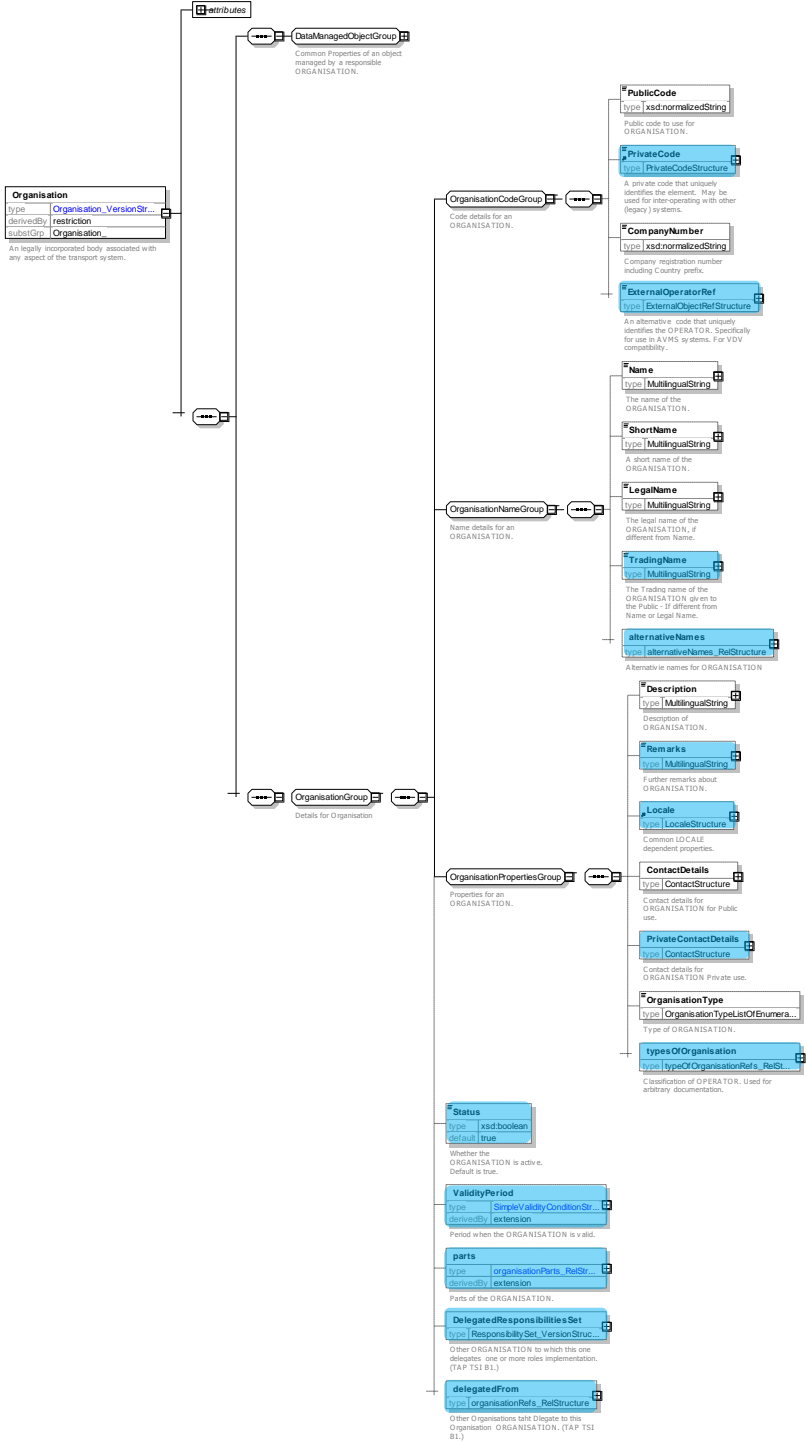 attributes
DataManagedObjectGroup
Common Properties of an object
managed by a responsible
ORGANISATION.
Organisation
type Organisation_VersionStr...
derivedBy restriction
substGrp Organisation_
An legally incorporated body associated with
any aspect of the transport system.
OrganisationCodeGroup
Code details for an
ORGANISATION.
PublicCode
type xsd:normalizedString
Public code to use for
ORGANISATION.
PrivateCode
type PrivateCodeStructure
A private code that uniquely
identifies the element. May be
used for inter-operating with other
(legacy) systems.
CompanyNumber
type xsd:normalizedString
Company registration number
including Country prefix.
ExternalOperatorRef
type ExternalObjectRefStructure
An alternative code that uniquely
identifies the OPERATOR. Specifically
for use in AVMS systems. For VDV
compatibility.
OrganisationNameGroup
Name details for an
ORGANISATION.
Name
type MultilingualString
The name of the
ORGANISATION.
ShortName
type MultilingualString
A short name of the
ORGANISATION.
LegalName
type MultilingualString
The legal name of the
ORGANISATION, if
different from Name.
TradingName
type MultilingualString
The Trading name of the
ORGANISATION given to
the Public - If different from
Name or Legal Name.
alternativeNames
type alternativeNames_RelStructure
Alternativie names for ORGANISATION
OrganisationGroup
Details for Organisation
OrganisationPropertiesGroup
Properties for an
ORGANISATION.
Description
type MultilingualString
Description of
ORGANISATION.
Remarks
type MultilingualString
Further remarks about
ORGANISATION.
Locale
type LocaleStructure
Common LOCALE
dependent properties.
ContactDetails
type ContactStructure
Contact details for
ORGANISATION for Public
use.
PrivateContactDetails
type ContactStructure
Contact details for
ORGANISATION Private use.
OrganisationType
type OrganisationTypeListOfEnumera...
Type of ORGANISATION.
typesOfOrganisation
type typeOfOrganisationRefs_RelSt...
Classification of OPERATOR. Used for
arbitrary documentation.
Status
type xsd:boolean
default true
Whether the
ORGANISATION is active.
Default is true.
ValidityPeriod
type SimpleValidityConditionStr...
derivedBy extension
Period when the ORGANISATION is valid.
parts
type organisationParts_RelStr...
derivedBy extension
Parts of the ORGANISATION.
DelegatedResponsibilitiesSet
type ResponsibilitySet_VersionStruc...
Other ORGANISATION to which this one
delegates one or more roles implementation.
(TAP TSI B1.)
delegatedFrom
type organisationRefs_RelStructure
Other Organisations taht Dlegate to this
Organisation ORGANISATION. (TAP TSI
B1.)